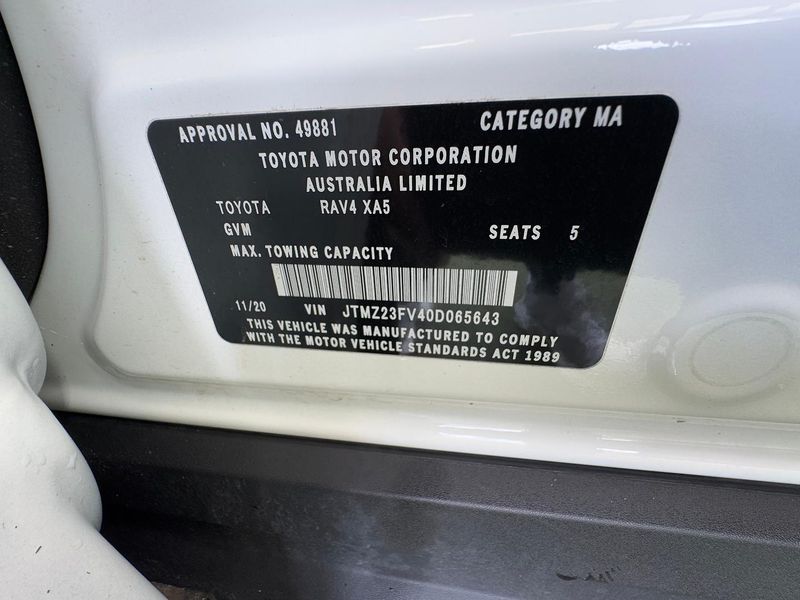 APPROVAL NO. 49881 CATEGORY MA
TOYOTA MOTOR CORPORATION
AUSTRALIA LIMITED
TOYOTA RAV4 XA5
GVM SEATS 5
MAX. TOWING CAPACITY
11/20 VIN JTMZ23FV40D065643
THIS VEHICLE WAS MANUFACTURED TO COMPLY
WITH THE MOTOR VEHICLE STANDARDS ACT 1989